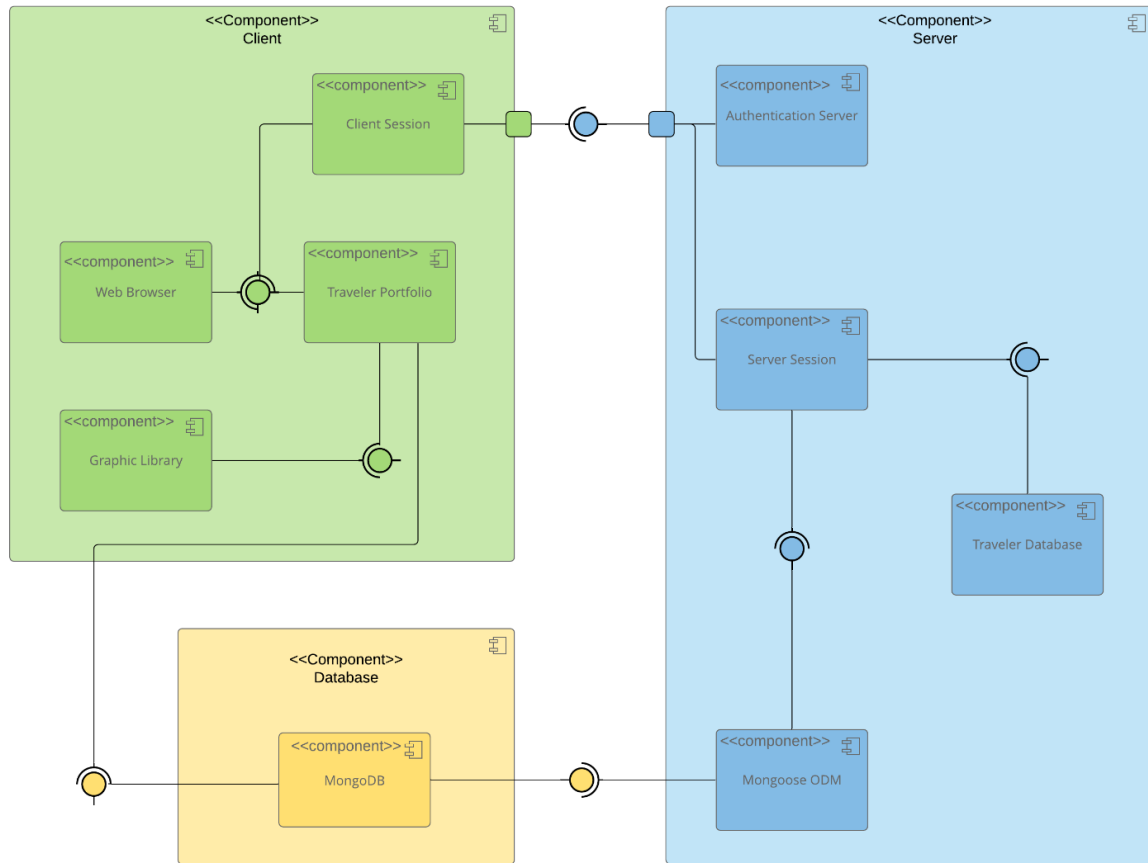 <<Component>>
Client
<<component>>
Client Session
<<component>>
Web Browser
<<component>>
Traveler Portfolio
<<component>>
Graphic Library
<<Component>>
Server
<<component>>
Authentication Server
<<component>>
Server Session
<<component>>
Traveler Database
<<component>>
Mongoose ODM
<<Component>>
Database
<<component>>
MongoDB